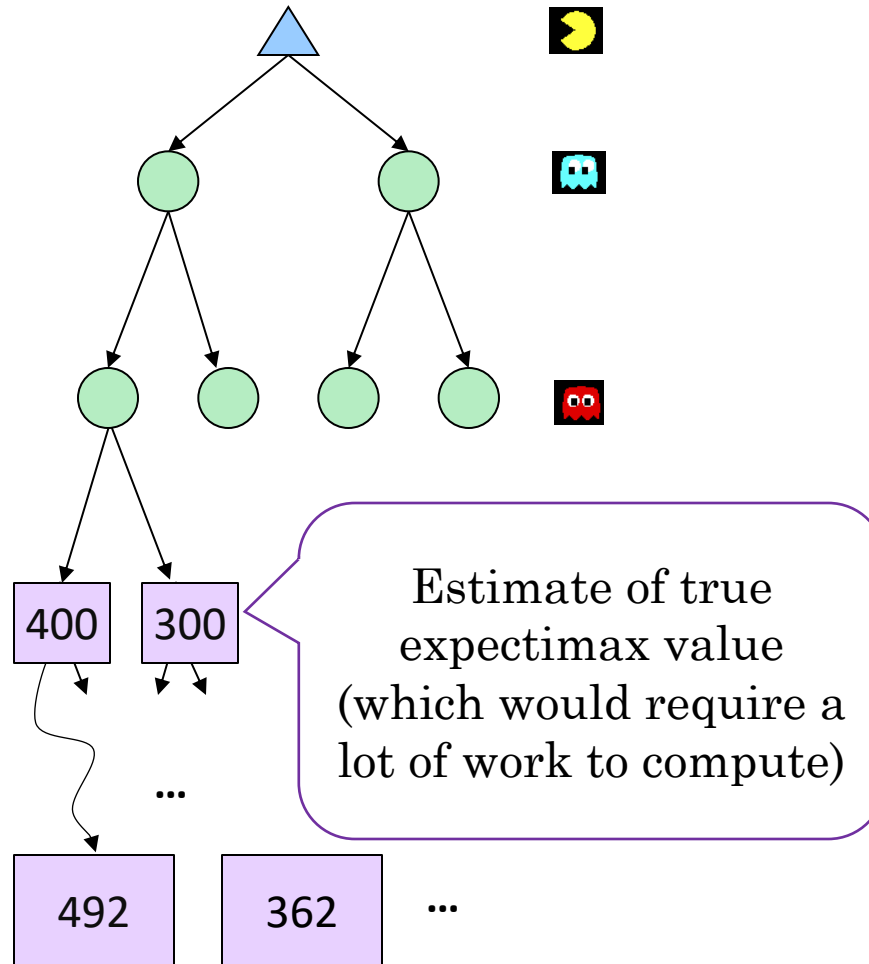 400 300
Estimate of true
expectimax value
(which would require a
lot of work to compute)
...
492 362 ...